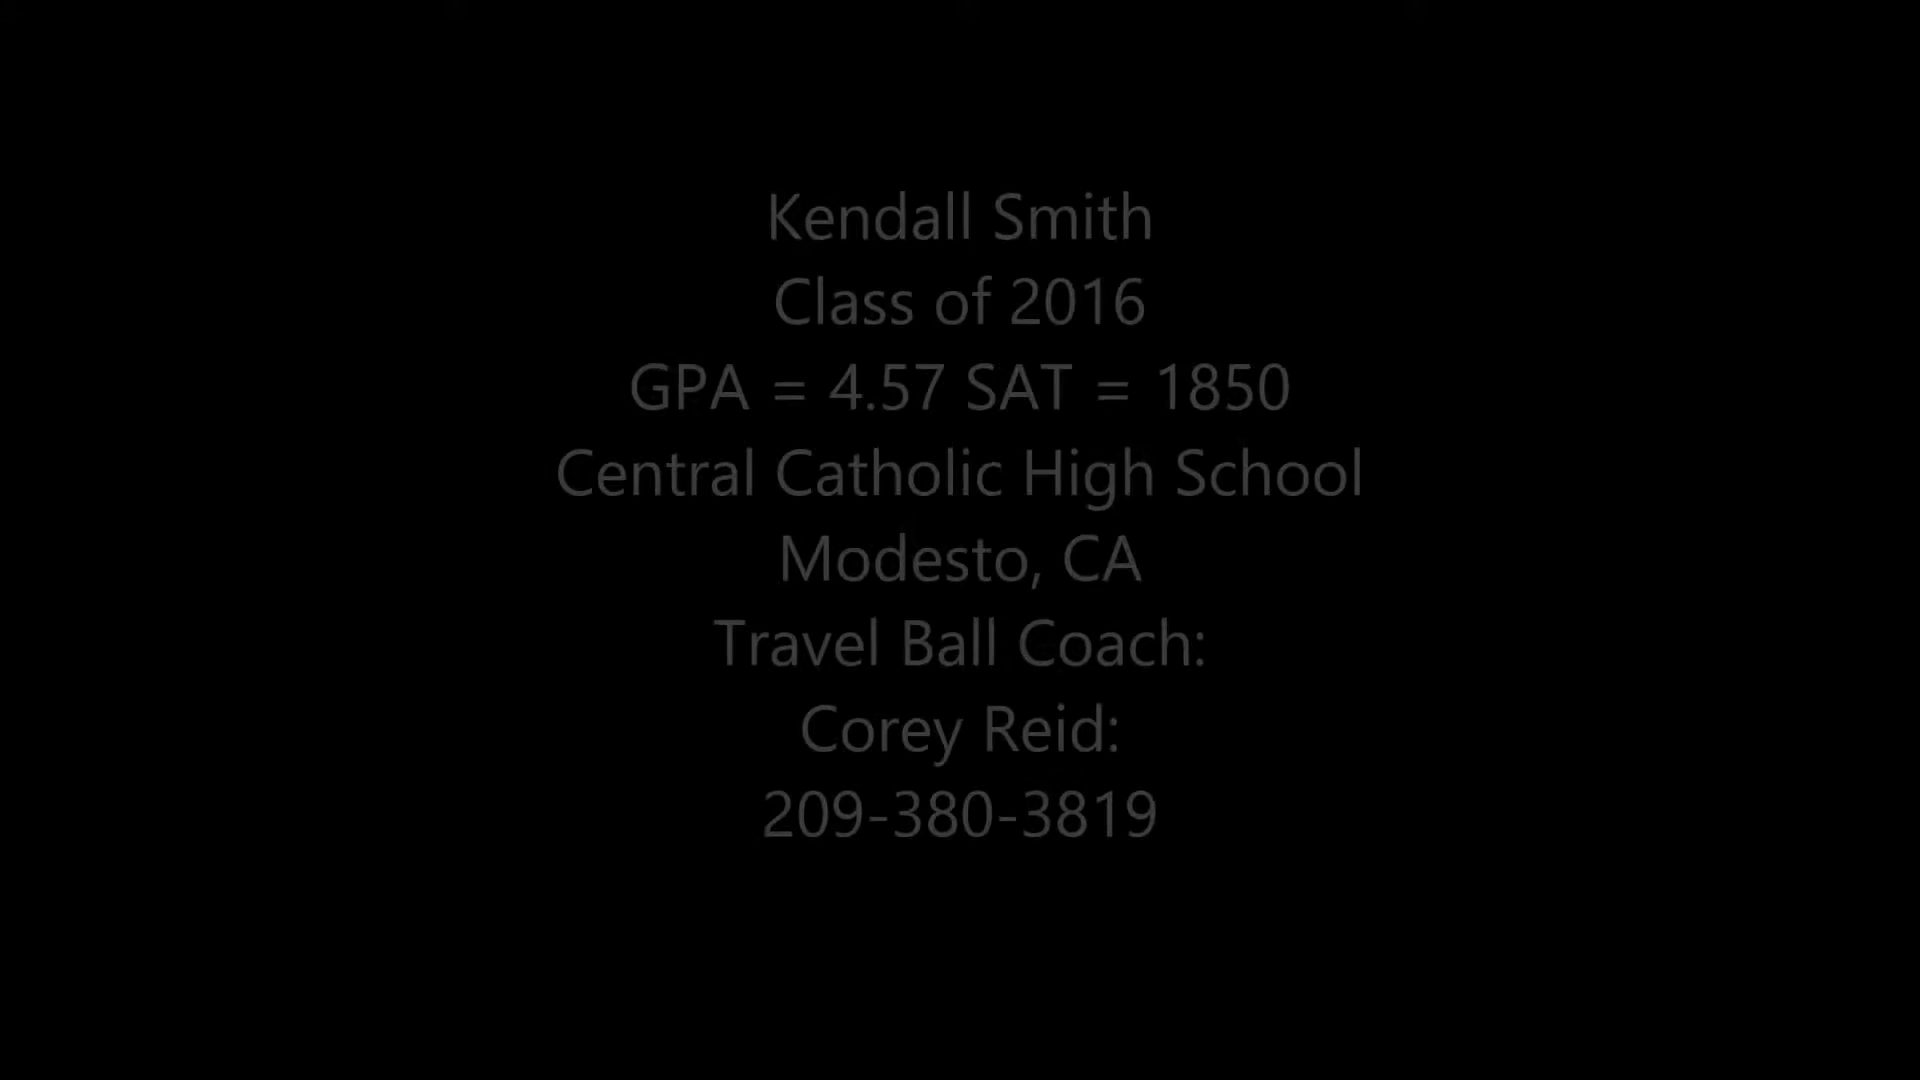 Kendall Smith
Class of 2016
GPA = 4.57 SAT = 1850
Central Catholic High School
Modesto, CA
Travel Ball Coach:
Corey Reid:
209-380-3819